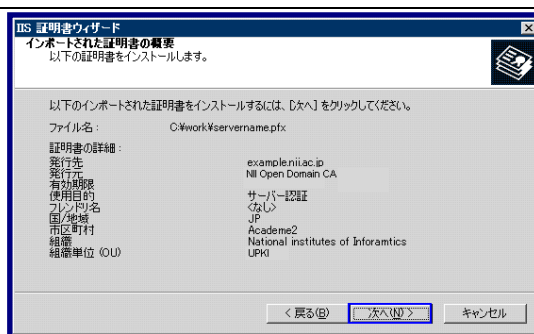 IIS 証明書ウィザード
インポートされた証明書の概要
以下の証明書をインストールします。
以下のインポートされた証明書をインストールするには、[次へ] をクリックしてください。
ファイル名 : C:¥work¥servername.pfx
証明書の詳細 :
発行先 example.nii.ac.jp
発行元 NII Open Domain CA
有効期限
使用目的 サーバー認証
フレンドリ名 <なし>
国/地域 JP
市区町村 Academe2
組織 National institutes of Inforamtics
組織単位 (OU) UPKI
< 戻る(B) 次へ(N) > キャンセル